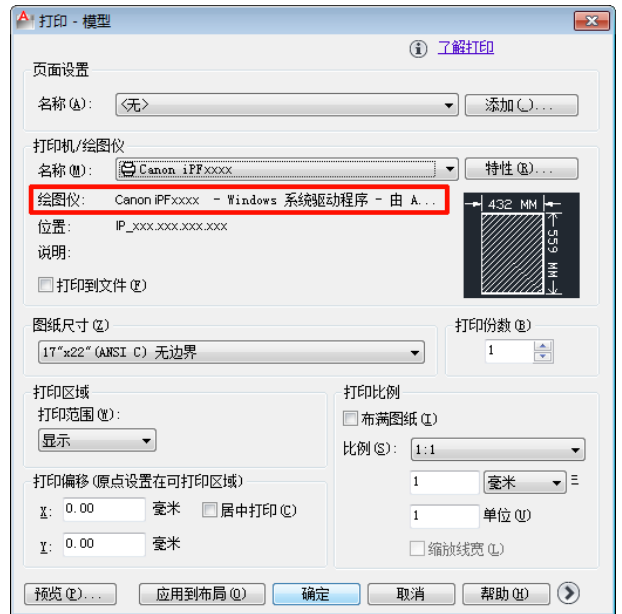 打印 - 模型
了解打印
页面设置
名称(A): <无> 添加(.)...
打印机/绘图仪
名称(M): Canon iPFxxxx 特性(R)...
绘图仪: Canon iPFxxxx - Windows 系统驱动程序 - 由 A...
432 MM
位置: IP_xxx.xxx.xxx.xxx
559 MM
说明:
打印到文件(F)
图纸尺寸(Z)
打印份数(B)
17"x22"(ANSI C) 无边界
1
打印区域
打印范围(W):
显示
打印比例
布满图纸(I)
比例(S): 1:1
1 毫米 =
1 单位(U)
缩放线宽(L)
打印偏移(原点设置在可打印区域)
X: 0.00 毫米 居中打印(C)
Y: 0.00 毫米
预览(P)... 应用到布局(O) 确定 取消 帮助(H)